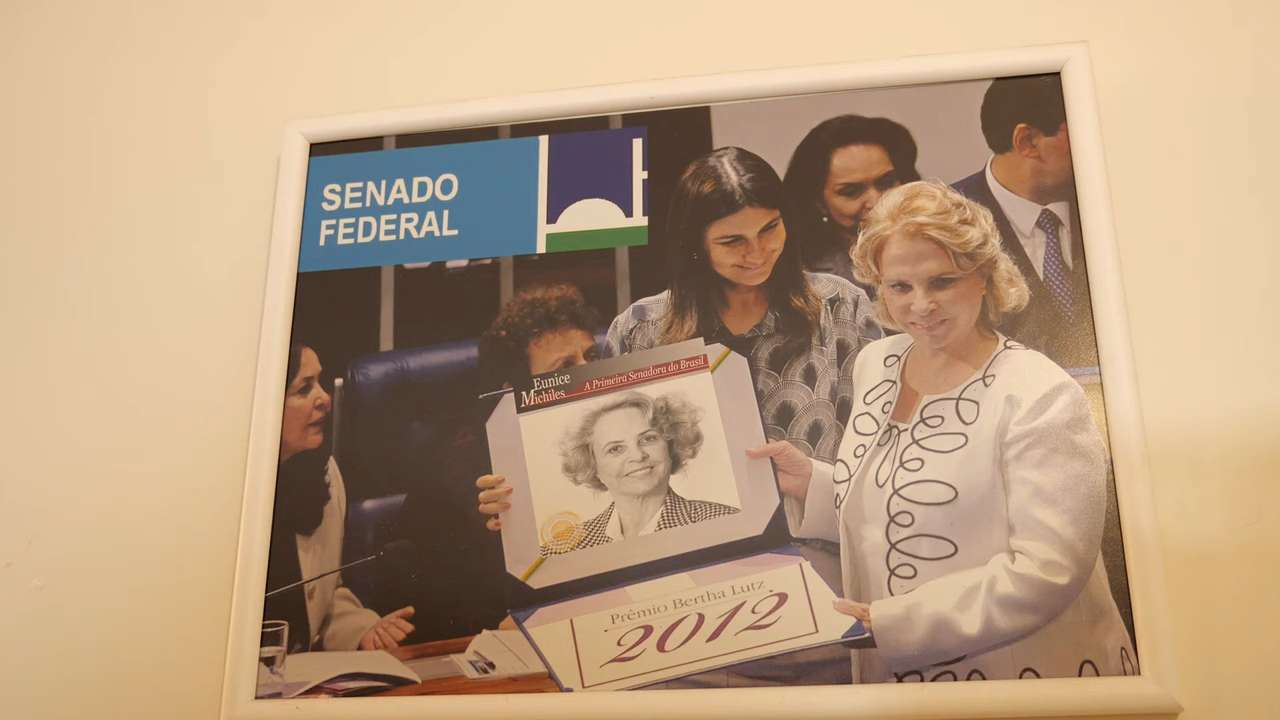 SENADO
FEDERAL
Eunice
Michiles
A Primeira Senadora do Brasil
Prêmio Bertha Lutz
2012